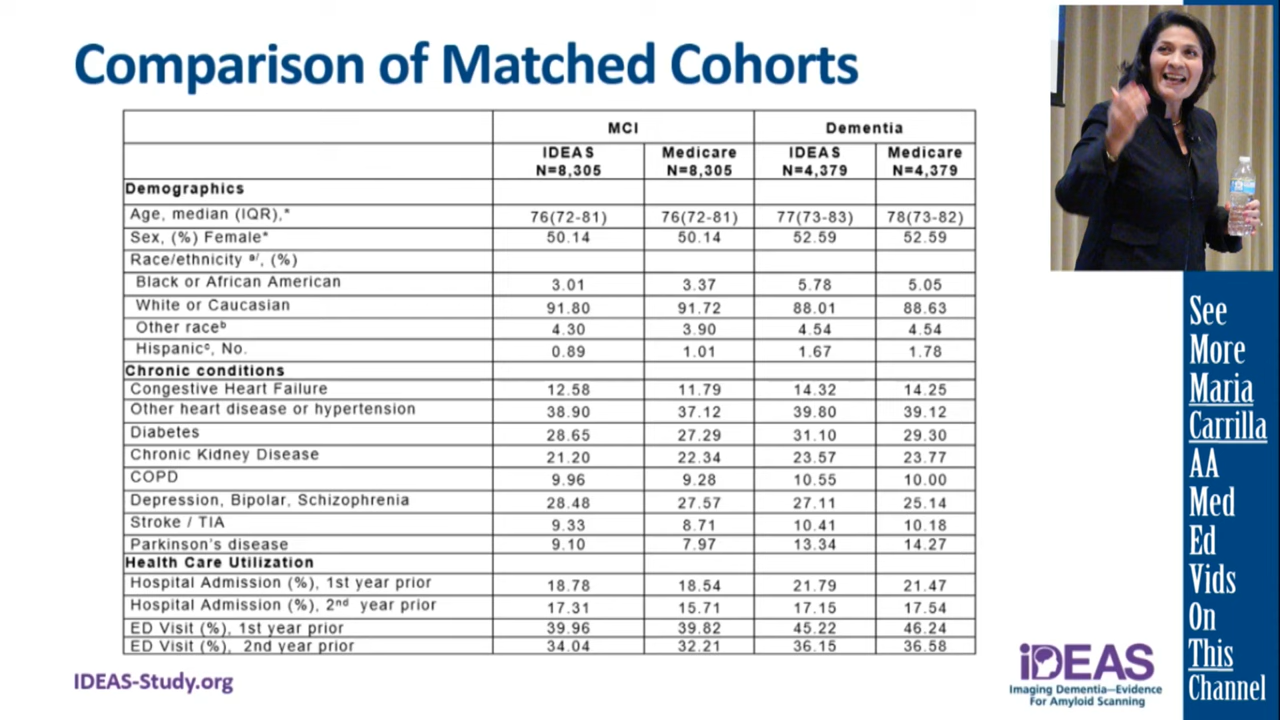 Comparison of Matched Cohorts
MCI Dementia
IDEAS Medicare IDEAS Medicare
N=8,305 N=8,305 N=4,379 N=4,379
Demographics
Age, median (IQR),* 76(72-81) 76(72-81) 77(73-83) 78(73-82)
Sex, (%) Female* 50.14 50.14 52.59 52.59
Race/ethnicity a/, (%)
Black or African American 3.01 3.37 5.78 5.05
White or Caucasian 91.80 91.72 88.01 88.63
Other raceᵇ 4.30 3.90 4.54 4.54
Hispanicᶜ, No. 0.89 1.01 1.67 1.78
Chronic conditions
Congestive Heart Failure 12.58 11.79 14.32 14.25
Other heart disease or hypertension 38.90 37.12 39.80 39.12
Diabetes 28.65 27.29 31.10 29.30
Chronic Kidney Disease 21.20 22.34 23.57 23.77
COPD 9.96 9.28 10.55 10.00
Depression, Bipolar, Schizophrenia 28.48 27.57 27.11 25.14
Stroke / TIA 9.33 8.71 10.41 10.18
Parkinson's disease 9.10 7.97 13.34 14.27
Health Care Utilization
Hospital Admission (%), 1st year prior 18.78 18.54 21.79 21.47
Hospital Admission (%), 2nd year prior 17.31 15.71 17.15 17.54
ED Visit (%), 1st year prior 39.96 39.82 45.22 46.24
ED Visit (%), 2nd year prior 34.04 32.21 36.15 36.58
IDEAS-Study.org
iDEAS
Imaging Dementia—Evidence
For Amyloid Scanning
See
More
Maria
Carrilla
AA
Med
Ed
Vids
On
This
Channel